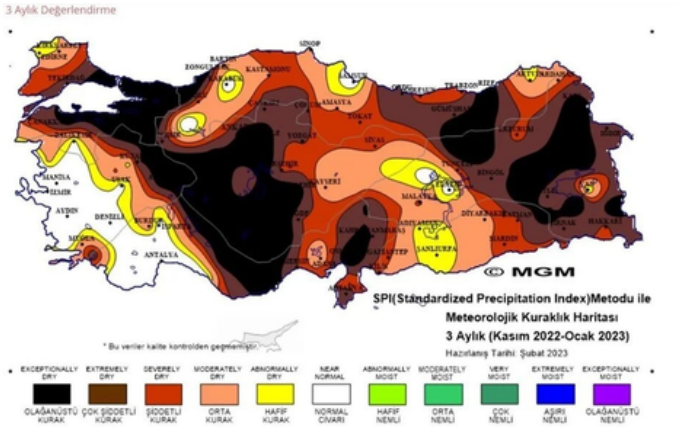 3 Aylık Değerlendirme
SİNOP
BARTIN
ZONGULDAK
KASTAMONU
EDİRNE
TEKİRDAĞ
KARABÜK
SAMSUN
ORDU
TRABZON
RİZE
AMASYA
TOKAT
ERZURUM
YOZGAT
SİVAS
BİNGÖL
MANİSA
UŞAK
İZMİR
KAYSERİ
MALATYA
AYDIN
DENİZLİ
BURDUR
ISPARTA
ADIYAMAN
DİYARBAKIR
HAKKARİ
MUĞLA
ANTALYA
GAZİANTEP
ŞANLIURFA
MARDİN
© MGM
SPI(Standardized Precipitation Index)Metodu ile
Meteorolojik Kuraklık Haritası
3 Aylık (Kasım 2022-Ocak 2023)
Hazırlanış Tarihi: Şubat 2023
* Bu veriler kalite kontrolden geçmemiştir.
EXCEPTIONALLY DRY
EXTREMELY DRY
SEVERELY DRY
MODERATELY DRY
ABNORMALLY DRY
NEAR NORMAL
ABNORMALLY MOIST
MODERATELY MOIST
VERY MOIST
EXTREMELY MOIST
EXCEPTIONALLY MOIST
OLAĞANÜSTÜ KURAK
ÇOK ŞİDDETLİ KURAK
ŞİDDETLİ KURAK
ORTA KURAK
HAFİF KURAK
NORMAL CİVARI
HAFİF NEMLİ
ORTA NEMLİ
ÇOK NEMLİ
AŞIRI NEMLİ
OLAĞANÜSTÜ NEMLİ